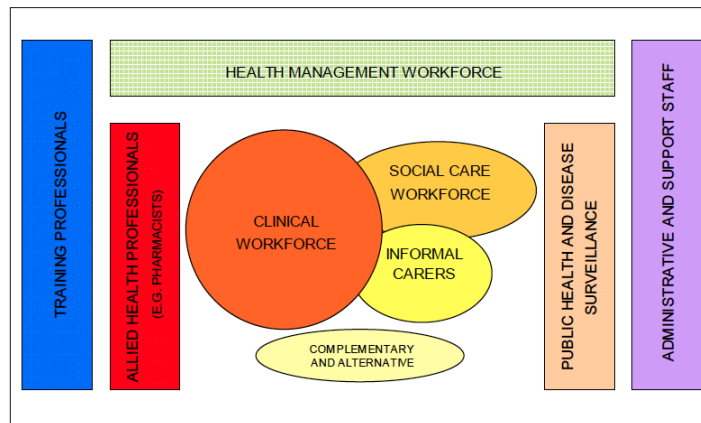 HEALTH MANAGEMENT WORKFORCE
TRAINING PROFESSIONALS
ALLIED HEALTH PROFESSIONALS
(E.G. PHARMACISTS)
CLINICAL
WORKFORCE
SOCIAL CARE
WORKFORCE
INFORMAL
CARERS
COMPLEMENTARY
AND ALTERNATIVE
PUBLIC HEALTH AND DISEASE
SURVEILLANCE
ADMINISTRATIVE AND SUPPORT STAFF